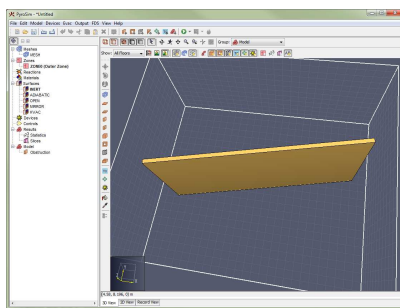 PyroSim - *Untitled
File Edit Model Devices Evac Output FDS View Help
Group: Model
Show: All Floors
Meshes
MESH
Zones
ZONE0 (Outer Zone)
Reactions
Materials
Surfaces
INERT
ADIABATIC
OPEN
MIRROR
HVAC
Devices
Controls
Results
Statistics
Slices
Model
Obstruction
3D View 2D View Record View